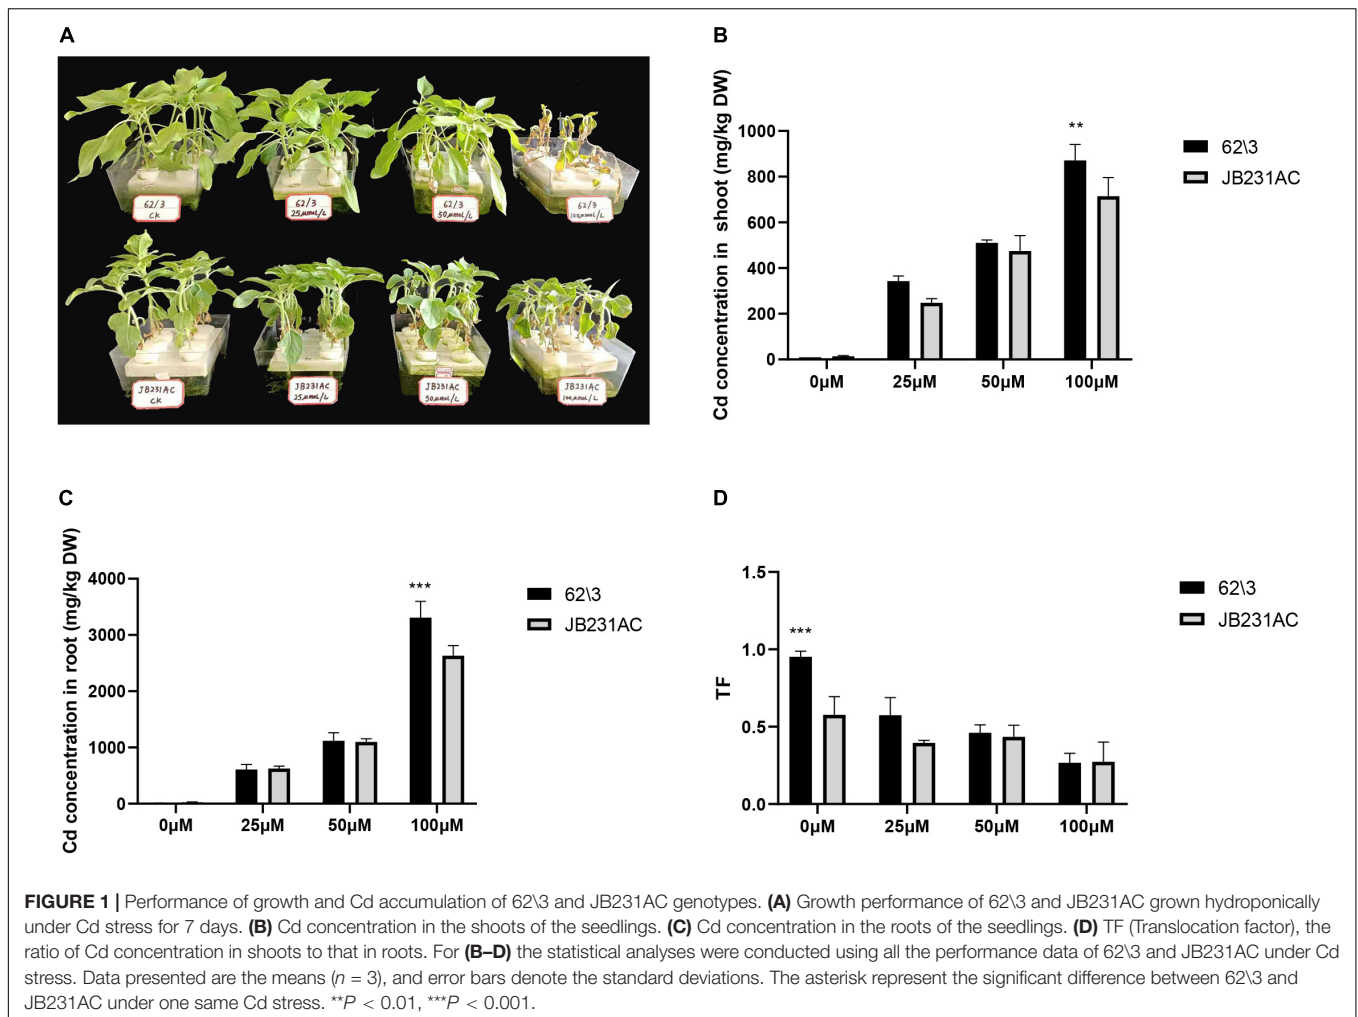 A
62/3
CK
62/3
25μmol/L
62/3
50μmol/L
62/3
100μmol/L
JB231AC
CK
JB231AC
25μmol/L
JB231AC
50μmol/L
JB231AC
100μmol/L
B
Cd concentration in shoot (mg/kg DW)
1000
800
600
400
200
0
**
0μM
25μM
50μM
100μM
62\3
JB231AC
C
Cd concentration in root (mg/kg DW)
4000
3000
2000
1000
0
***
0μM
25μM
50μM
100μM
62\3
JB231AC
D
TF
1.5
1.0
0.5
0.0
***
0μM
25μM
50μM
100μM
62\3
JB231AC
FIGURE 1 | Performance of growth and Cd accumulation of 62\3 and JB231AC genotypes. (A) Growth performance of 62\3 and JB231AC grown hydroponically
under Cd stress for 7 days. (B) Cd concentration in the shoots of the seedlings. (C) Cd concentration in the roots of the seedlings. (D) TF (Translocation factor), the
ratio of Cd concentration in shoots to that in roots. For (B–D) the statistical analyses were conducted using all the performance data of 62\3 and JB231AC under Cd
stress. Data presented are the means (n = 3), and error bars denote the standard deviations. The asterisk represent the significant difference between 62\3 and
JB231AC under one same Cd stress. **P < 0.01, ***P < 0.001.